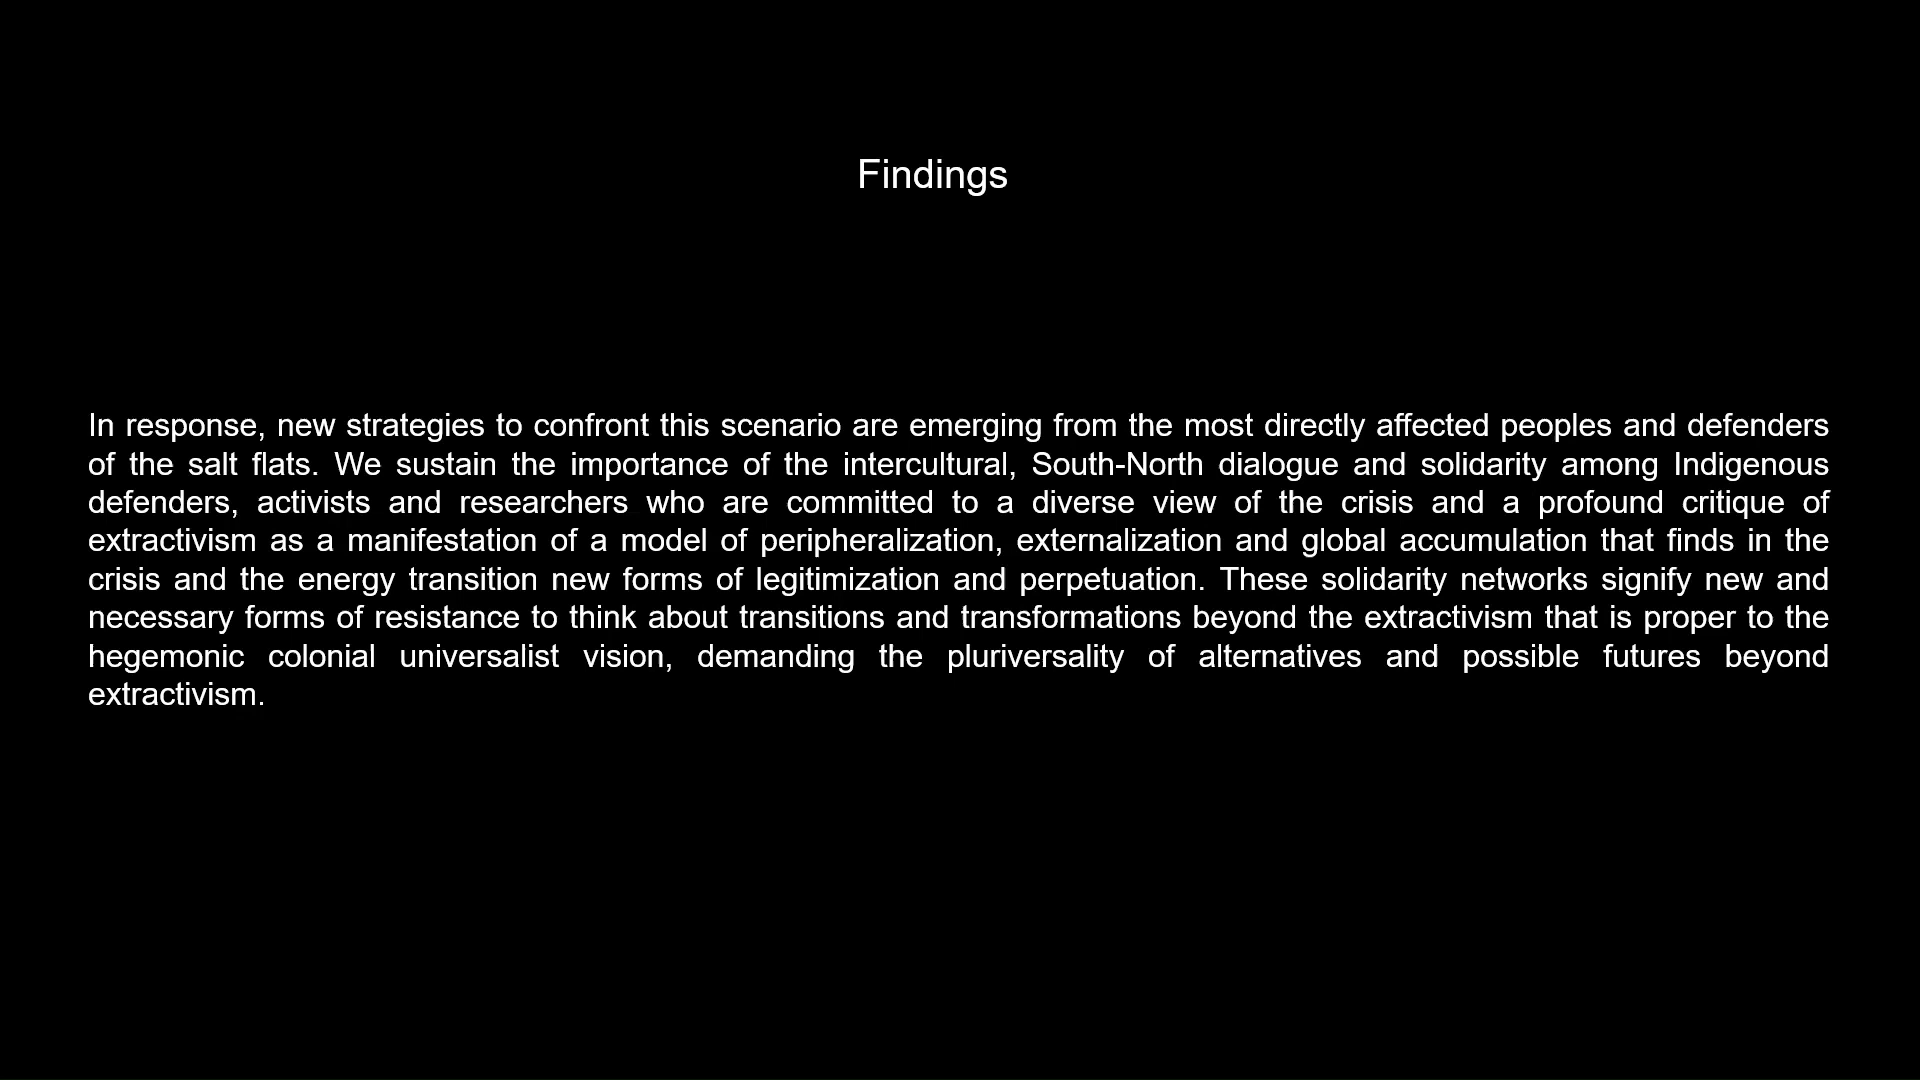 Findings
In response, new strategies to confront this scenario are emerging from the most directly affected peoples and defenders
of the salt flats. We sustain the importance of the intercultural, South-North dialogue and solidarity among Indigenous
defenders, activists and researchers who are committed to a diverse view of the crisis and a profound critique of
extractivism as a manifestation of a model of peripheralization, externalization and global accumulation that finds in the
crisis and the energy transition new forms of legitimization and perpetuation. These solidarity networks signify new and
necessary forms of resistance to think about transitions and transformations beyond the extractivism that is proper to the
hegemonic colonial universalist vision, demanding the pluriversality of alternatives and possible futures beyond
extractivism.